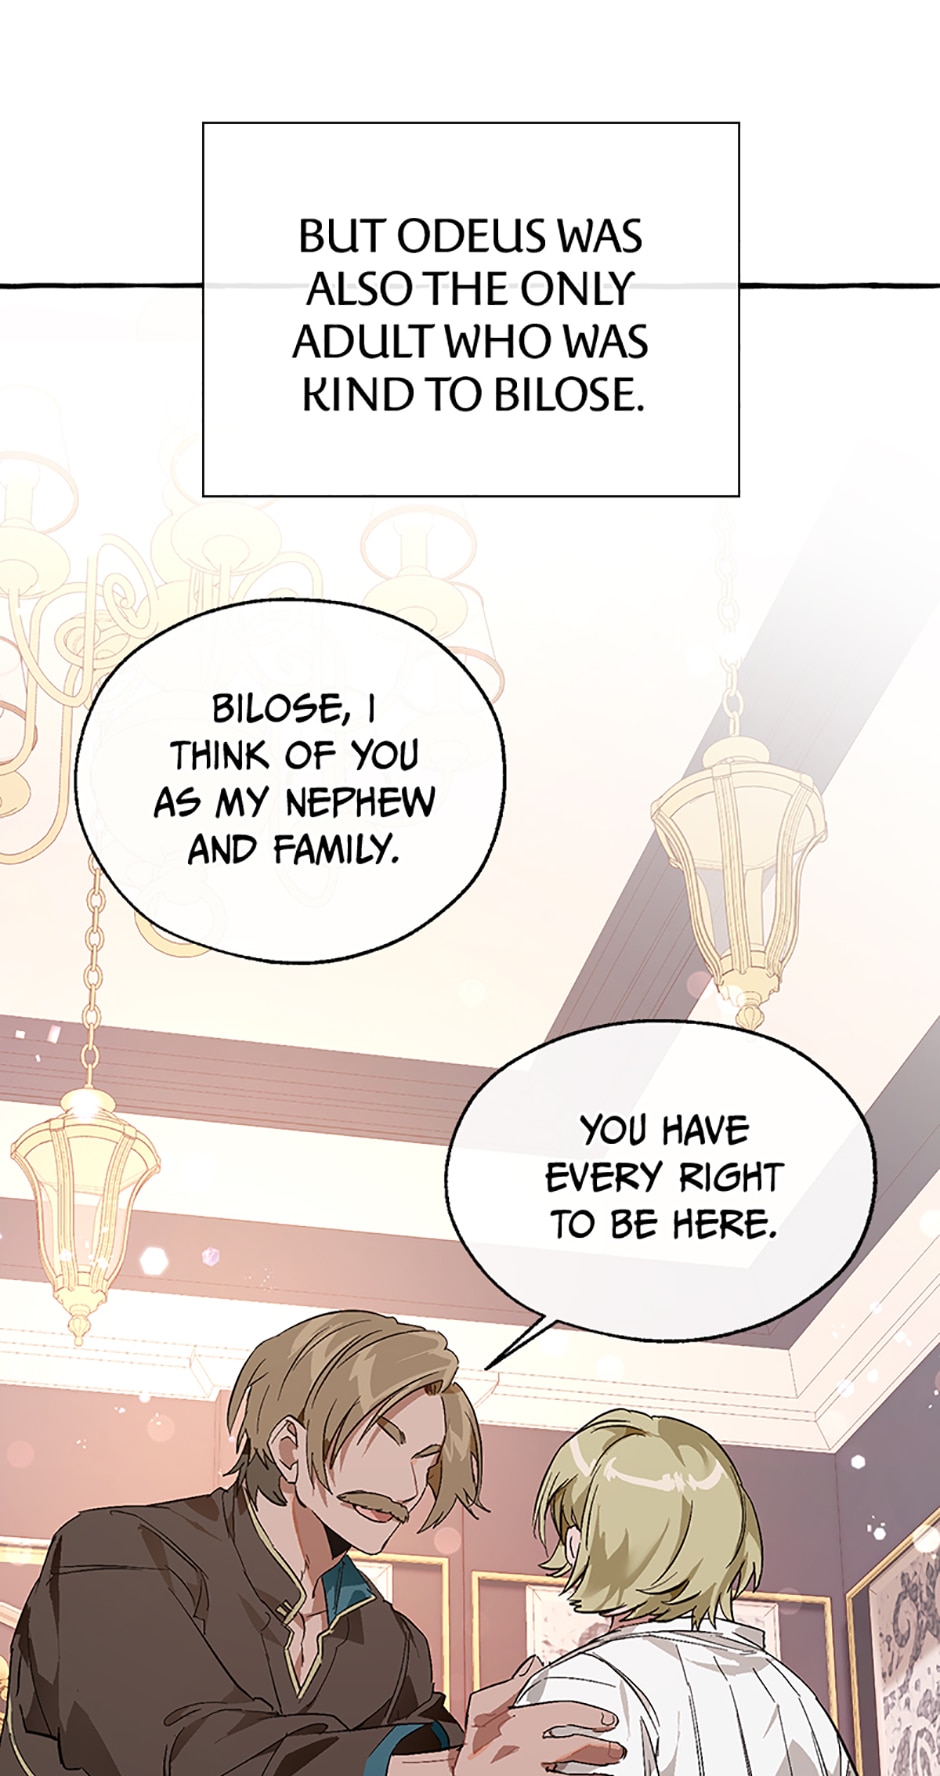 BUT ODEUS WAS
ALSO THE ONLY
ADULT WHO WAS
KIND TO BILOSE.
BILOSE, I
THINK OF YOU
AS MY NEPHEW
AND FAMILY.
YOU HAVE
EVERY RIGHT
TO BE HERE.